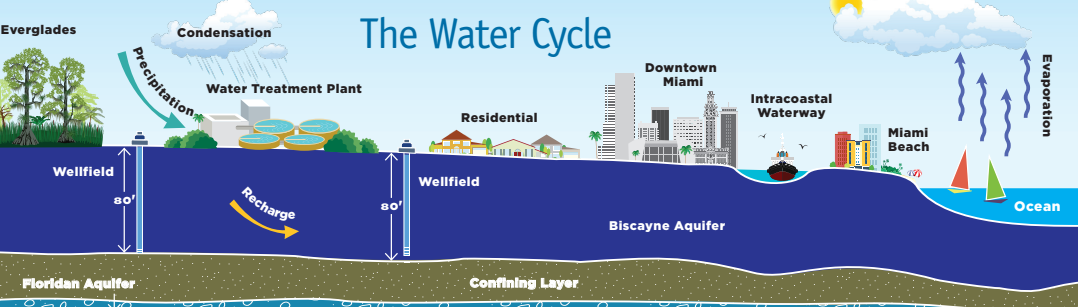 The Water Cycle
Everglades
Condensation
Precipitation
Water Treatment Plant
Residential
Downtown
Miami
Intracoastal
Waterway
Miami
Beach
Evaporation
Wellfield
80'
Recharge
80'
Wellfield
Biscayne Aquifer
Ocean
Floridan Aquifer
Confining Layer